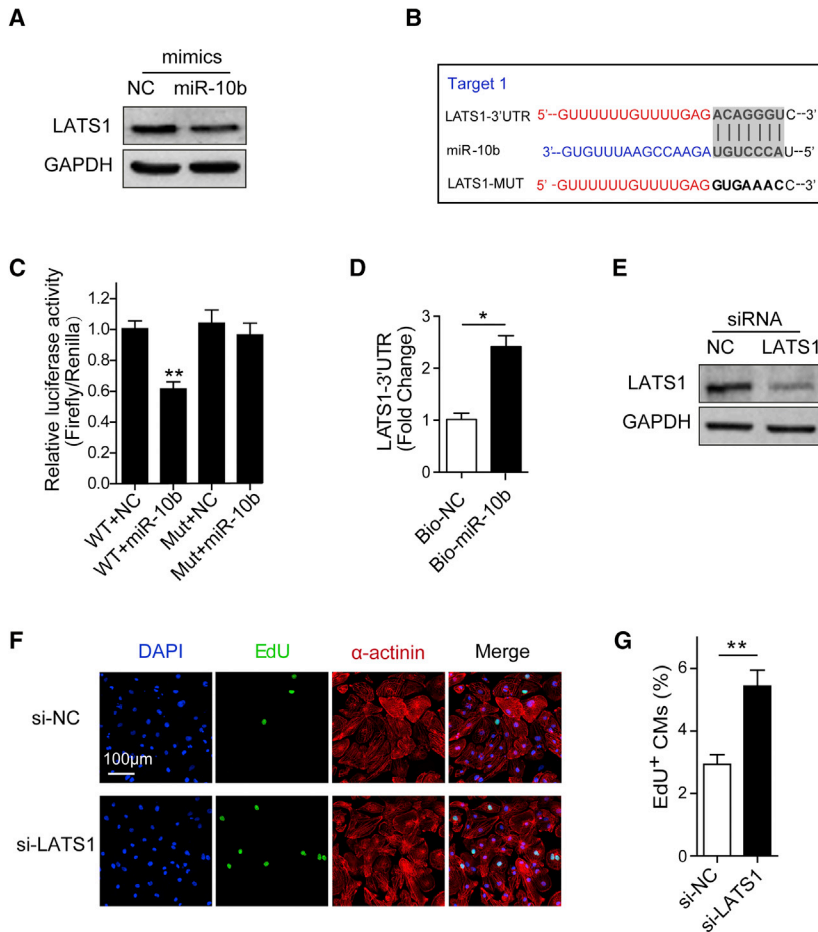 A
mimics
NC miR-10b
LATS1
GAPDH
B
Target 1
LATS1-3'UTR 5'--GUUUUUUGUUUUGAGACAGGGUC--3'
miR-10b 3'--GUGUUUAAGCCAAGAUGUCCCAU--5'
LATS1-MUT 5' -GUUUUUUGUUUUGAGGUGAAACC--3'
C
Relative luciferase activity
(Firefly/Renilla)
1.2
1.0
0.8
0.6
0.4
0.2
0.0
**
WT+NC
WT+miR-10b
Mut+NC
Mut+miR-10b
D
LATS1-3'UTR
(Fold Change)
3
2
1
0
*
Bio-NC
Bio-miR-10b
E
siRNA
NC LATS1
LATS1
GAPDH
F
DAPI EdU α-actinin Merge
si-NC
100μm
si-LATS1
G
EdU+ CMs (%)
6
4
2
0
**
si-NC
si-LATS1